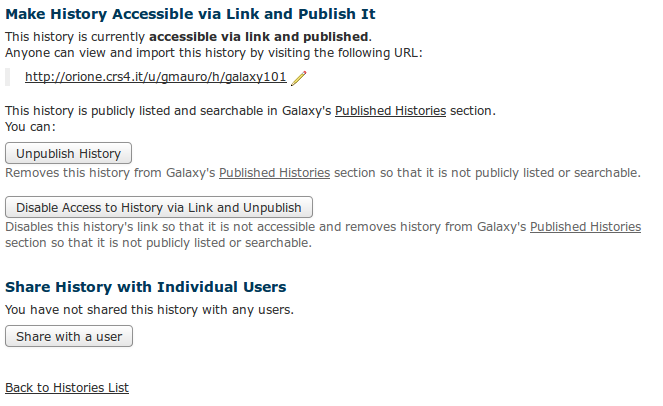 Make History Accessible via Link and Publish It
This history is currently accessible via link and published.
Anyone can view and import this history by visiting the following URL:
http://orione.crs4.it/u/gmauro/h/galaxy101
This history is publicly listed and searchable in Galaxy's Published Histories section.
You can:
Unpublish History
Removes this history from Galaxy's Published Histories section so that it is not publicly listed or searchable.
Disable Access to History via Link and Unpublish
Disables this history's link so that it is not accessible and removes history from Galaxy's Published Histories
section so that it is not publicly listed or searchable.
Share History with Individual Users
You have not shared this history with any users.
Share with a user
Back to Histories List